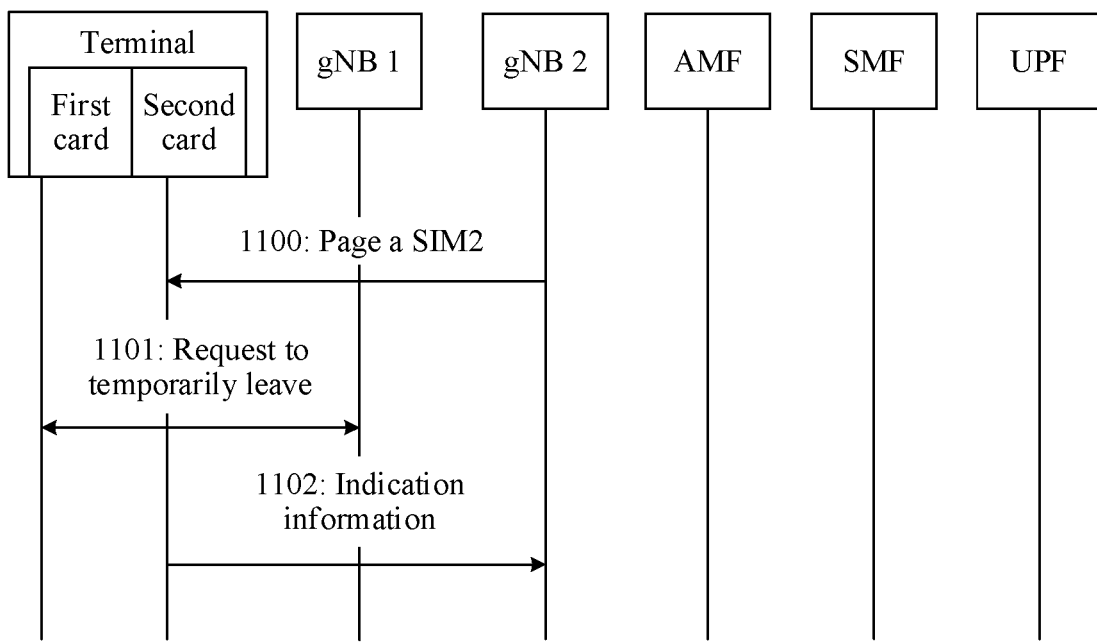 Terminal
First
card
Second
card
gNB 1
gNB 2
AMF
SMF
UPF
1100: Page a SIM2
1101: Request to
temporarily leave
1102: Indication
information